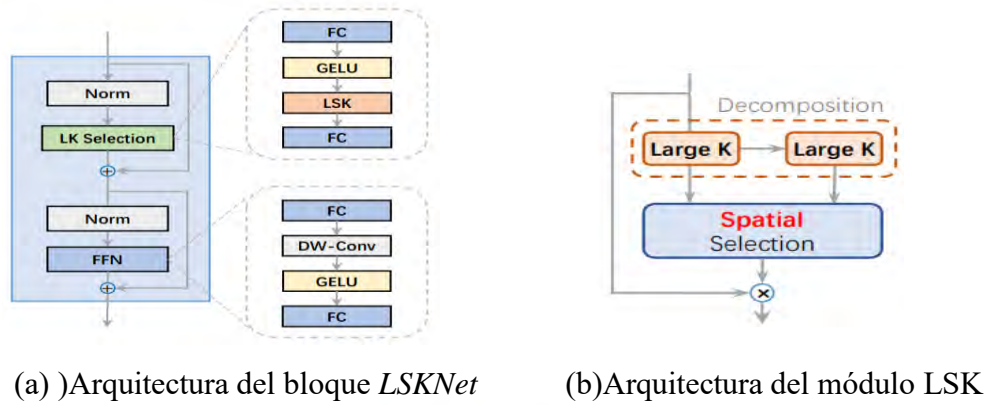 Norm
LK Selection
Norm
FFN
FC
GELU
LSK
FC
FC
DW-Conv
GELU
FC
Decomposition
Large K
Large K
Spatial
Selection
(a) )Arquitectura del bloque LSKNet
(b)Arquitectura del módulo LSK